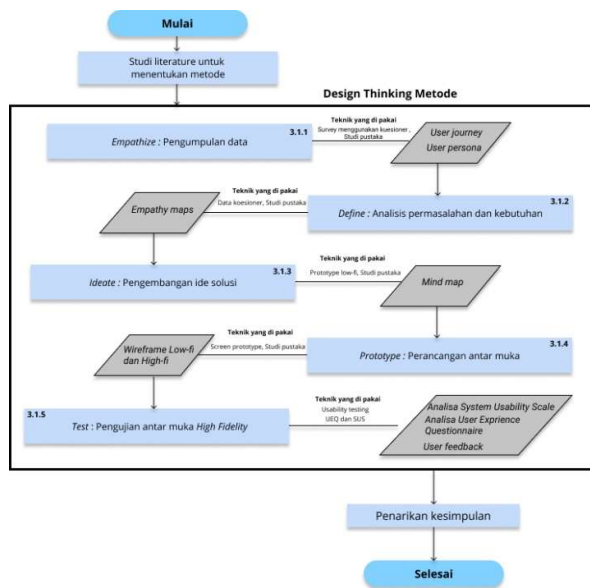 Mulai
Studi literature untuk
menentukan metode
Design Thinking Metode
3.1.1
Empathize : Pengumpulan data
Teknik yang di pakai
Survey menggunakan kuesioner,
Studi pustaka
User journey
User persona
Empathy maps
Teknik yang di pakai
Data koesioner, Studi pustaka
3.1.2
Define : Analisis permasalahan dan kebutuhan
3.1.3
Ideate : Pengembangan ide solusi
Teknik yang di pakai
Prototype low-fi, Studi pustaka
Mind map
Wireframe Low-fi
dan High-fi
Teknik yang di pakai
Screen prototype, Studi pustaka
3.1.4
Prototype : Perancangan antar muka
3.1.5
Test : Pengujian antar muka High Fidelity
Teknik yang di pakai
Usability testing
UEQ dan SUS
Analisa System Usability Scale
Analisa User Exprience
Questionnaire
User feedback
Penarikan kesimpulan
Selesai